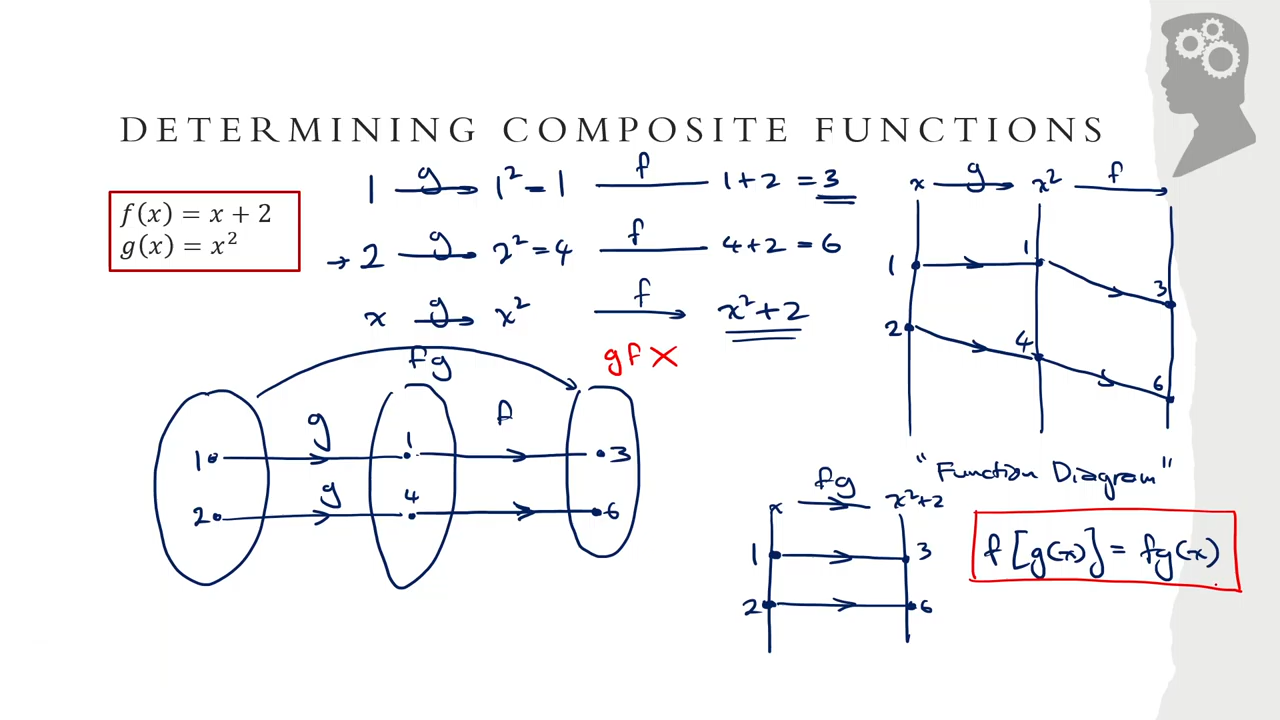 DETERMINING COMPOSITE FUNCTIONS
f(x) = x + 2
g(x) = x²
1 g 1² = 1 f 1+2 = 3
→ 2 g 2² = 4 f 4+2 = 6
x g x² f x²+2
fg
gf X
g f
1 1 3
g
2 4 6
x g x² f
1 1 3
2 4 6
"Function Diagram"
x fg x²+2
1 3
2 6
f[g(x)] = fg(x)